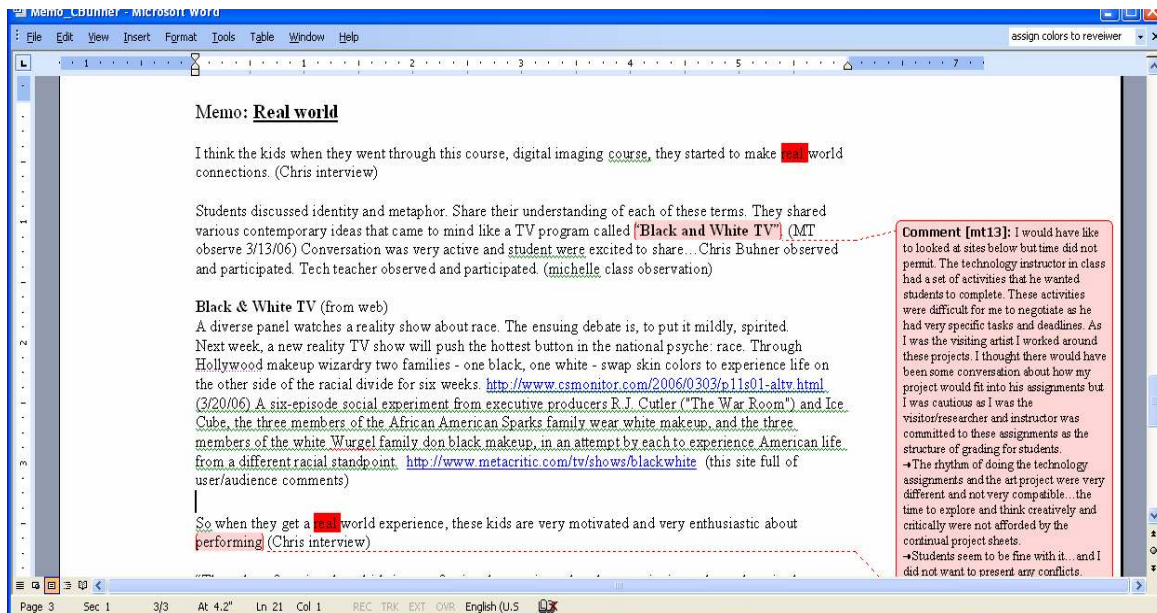 Memo_CBuhner - Microsoft Word
File Edit View Insert Format Tools Table Window Help
assign colors to reveiwer
1 1 2 3 4 5 7
Memo: Real world
I think the kids when they went through this course, digital imaging course, they started to make real world
connections. (Chris interview)
Students discussed identity and metaphor. Share their understanding of each of these terms. They shared
various contemporary ideas that came to mind like a TV program called "Black and White TV" (MT
observe 3/13/06) Conversation was very active and student were excited to share…Chris Buhner observed
and participated. Tech teacher observed and participated. (michelle class observation)
Black & White TV (from web)
A diverse panel watches a reality show about race. The ensuing debate is, to put it mildly, spirited.
Next week, a new reality TV show will push the hottest button in the national psyche: race. Through
Hollywood makeup wizardry two families - one black, one white - swap skin colors to experience life on
the other side of the racial divide for six weeks. http://www.csmonitor.com/2006/0303/p11s01-altv.html
(3/20/06) A six-episode social experiment from executive producers R.J. Cutler ("The War Room") and Ice
Cube, the three members of the African American Sparks family wear white makeup, and the three
members of the white Wurgel family don black makeup, in an attempt by each to experience American life
from a different racial standpoint. http://www.metacritic.com/tv/shows/blackwhite (this site full of
user/audience comments)
So when they get a real world experience, these kids are very motivated and very enthusiastic about
performing (Chris interview)
Comment [mt13]: I would have like
to looked at sites below but time did not
permit. The technology instructor in class
had a set of activities that he wanted
students to complete. These activities
were difficult for me to negotiate as he
had very specific tasks and deadlines. As
I was the visiting artist I worked around
these projects. I thought there would have
been some conversation about how my
project would fit into his assignments but
I was cautious as I was the
visitor/researcher and instructor was
committed to these assignments as the
structure of grading for students.
→The rhythm of doing the technology
assignments and the art project were very
different and not very compatible…the
time to explore and think creatively and
critically were not afforded by the
continual project sheets.
→Students seem to be fine with it…and I
did not want to present any conflicts.
Page 3 Sec 1 3/3 At 4.2" Ln 21 Col 1 REC TRK EXT OVR English (U.S